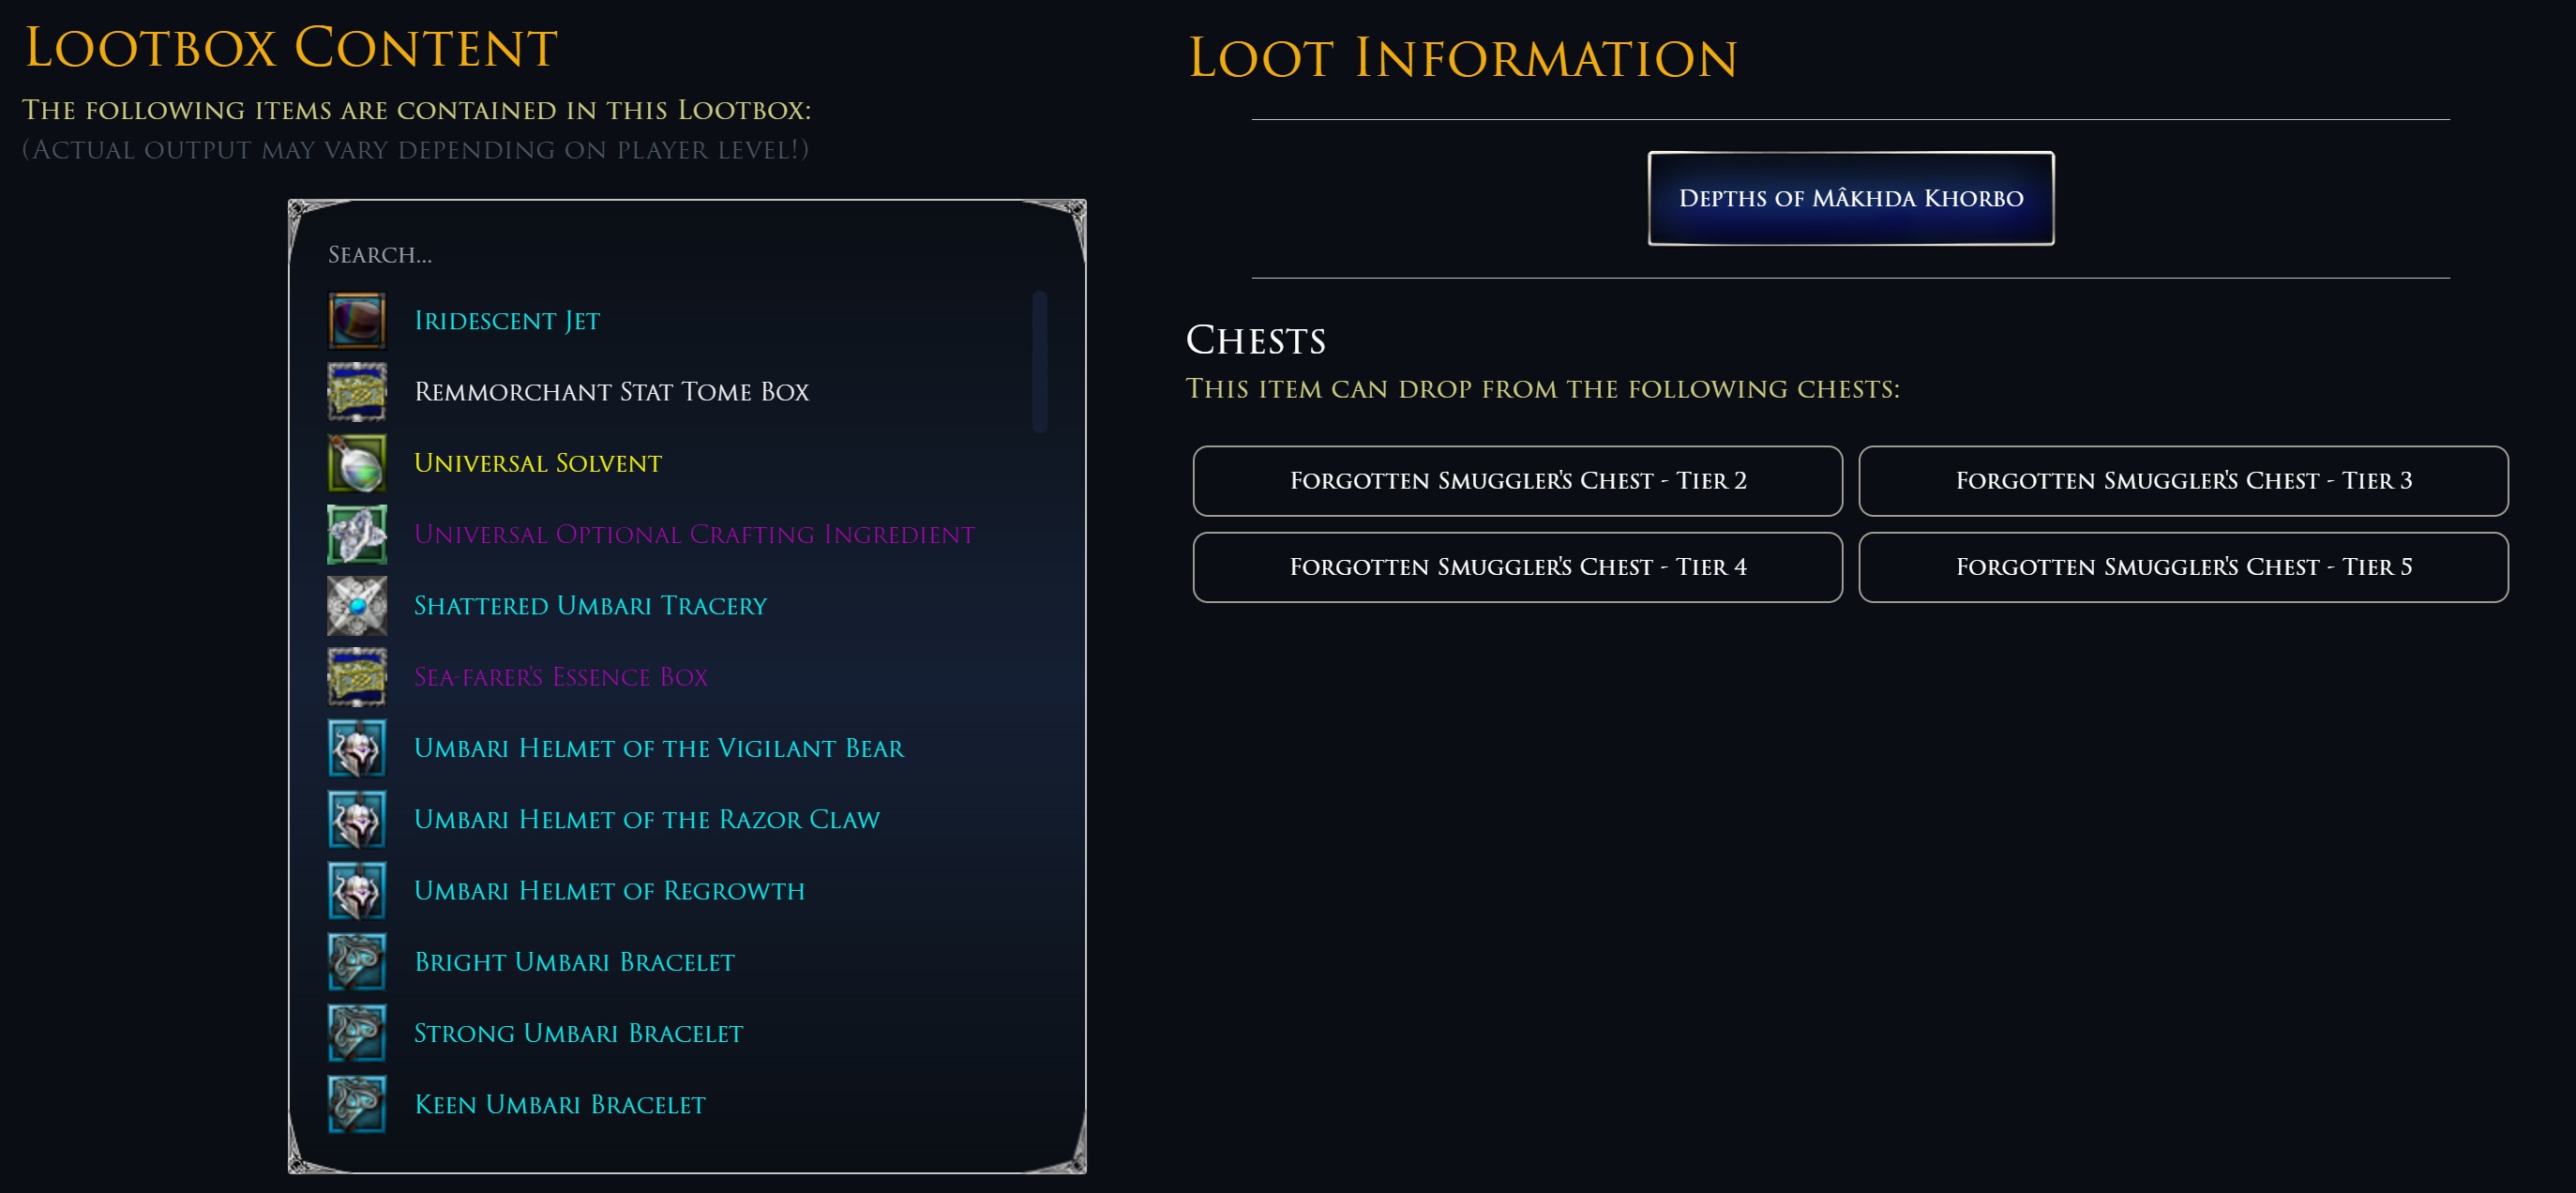 Lootbox Content
The following items are contained in this Lootbox:
(Actual output may vary depending on player level!)
Search...
Iridescent Jet
Remmorchant Stat Tome Box
Universal Solvent
Universal Optional Crafting Ingredient
Shattered Umbari Tracery
Sea-farer's Essence Box
Umbari Helmet of the Vigilant Bear
Umbari Helmet of the Razor Claw
Umbari Helmet of Regrowth
Bright Umbari Bracelet
Strong Umbari Bracelet
Keen Umbari Bracelet
Loot Information
Depths of Mâkhda Khorbo
Chests
This item can drop from the following chests:
Forgotten Smuggler's Chest - Tier 2
Forgotten Smuggler's Chest - Tier 3
Forgotten Smuggler's Chest - Tier 4
Forgotten Smuggler's Chest - Tier 5